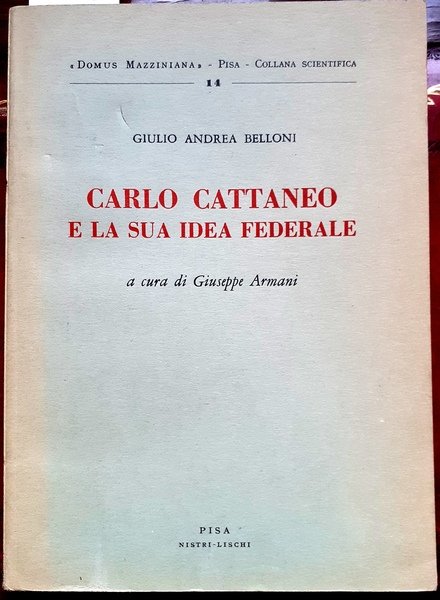 «Domus Mazziniana» - Pisa - Collana scientifica
14
GIULIO ANDREA BELLONI
CARLO CATTANEO
E LA SUA IDEA FEDERALE
a cura di Giuseppe Armani
PISA
NISTRI-LISCHI